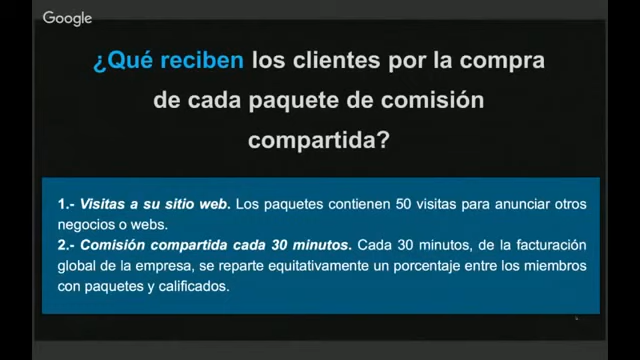 Google
¿Qué reciben los clientes por la compra
de cada paquete de comisión
compartida?
1.- Visitas a su sitio web. Los paquetes contienen 50 visitas para anunciar otros
negocios o webs.
2.- Comisión compartida cada 30 minutos. Cada 30 minutos, de la facturación
global de la empresa, se reparte equitativamente un porcentaje entre los miembros
con paquetes y calificados.